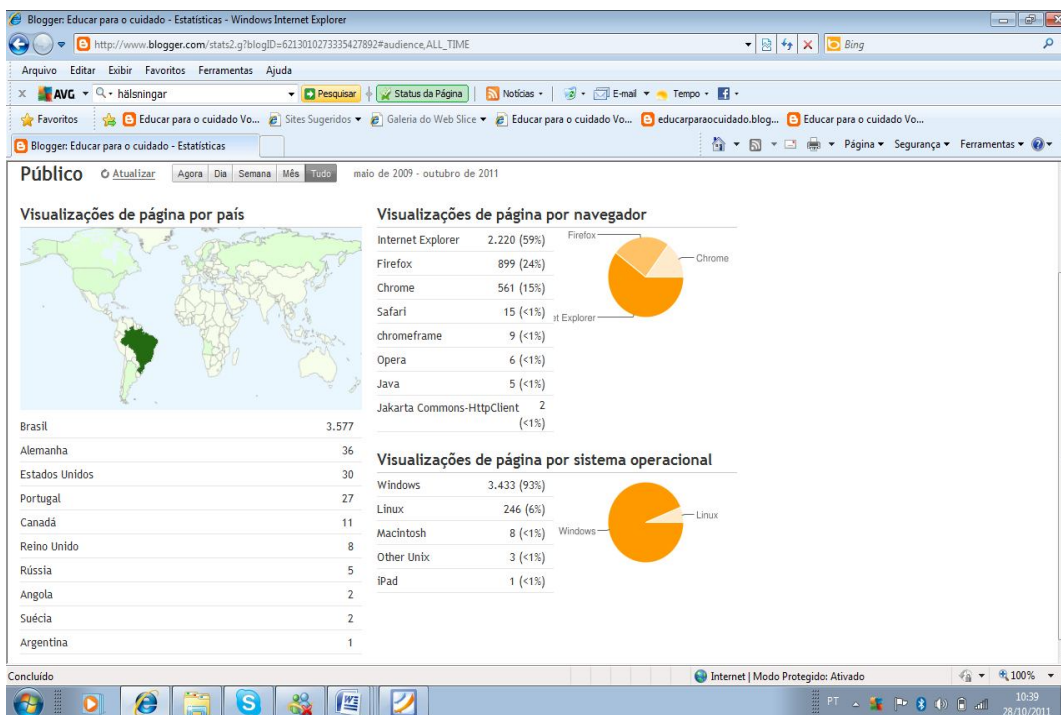 Blogger: Educar para o cuidado - Estatísticas - Windows Internet Explorer
http://www.blogger.com/stats2.g?blogID=6213010273335427892#audience,ALL_TIME
Bing
Arquivo Editar Exibir Favoritos Ferramentas Ajuda
x AVG hälsningar Pesquisar Status da Página Notícias E-mail Tempo
Favoritos Educar para o cuidado Vo... Sites Sugeridos Galeria do Web Slice Educar para o cuidado Vo... educarparaocuidado.blog... Educar para o cuidado Vo...
Blogger: Educar para o cuidado - Estatísticas Página Segurança Ferramentas
Público Atualizar Agora Dia Semana Mês Tudo maio de 2009 - outubro de 2011
Visualizações de página por país
Brasil 3.577
Alemanha 36
Estados Unidos 30
Portugal 27
Canadá 11
Reino Unido 8
Rússia 5
Angola 2
Suécia 2
Argentina 1
Visualizações de página por navegador
Internet Explorer 2.220 (59%)
Firefox 899 (24%)
Chrome 561 (15%)
Safari 15 (<1%)
chromeframe 9 (<1%)
Opera 6 (<1%)
Java 5 (<1%)
Jakarta Commons-HttpClient 2
(<1%)
Firefox
Chrome
et Explorer
Visualizações de página por sistema operacional
Windows 3.433 (93%)
Linux 246 (6%)
Macintosh 8 (<1%)
Other Unix 3 (<1%)
iPad 1 (<1%)
Linux
Windows
Concluído Internet | Modo Protegido: Ativado 100%
PT 10:39
28/10/2011